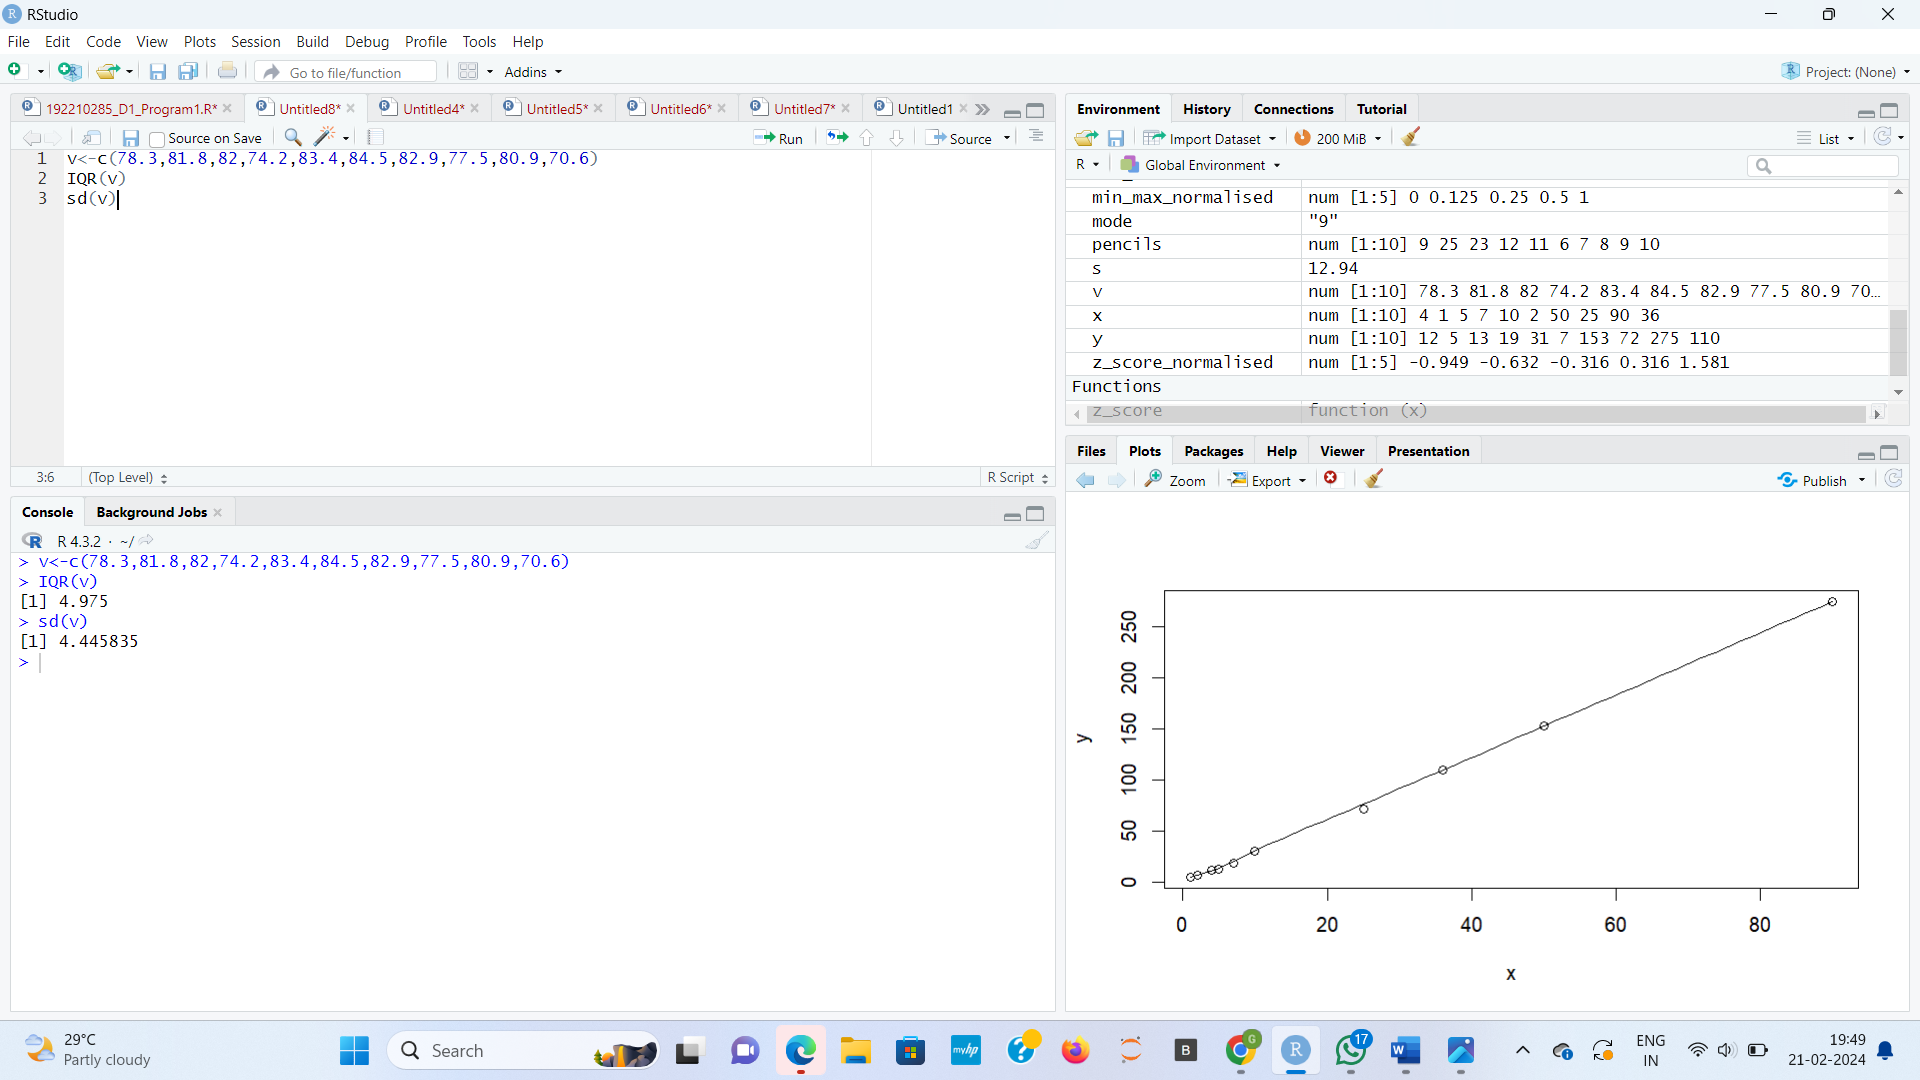 RStudio
File Edit Code View Plots Session Build Debug Profile Tools Help
Go to file/function Addins Project: (None)
192210285_D1_Program1.R* Untitled8* Untitled4* Untitled5* Untitled6* Untitled7* Untitled1
Source on Save Run Source
1 v<-c(78.3,81.8,82,74.2,83.4,84.5,82.9,77.5,80.9,70.6)
2 IQR(v)
3 sd(v)
3:6 (Top Level) R Script
Console Background Jobs
R 4.3.2 · ~/
> v<-c(78.3,81.8,82,74.2,83.4,84.5,82.9,77.5,80.9,70.6)
> IQR(v)
[1] 4.975
> sd(v)
[1] 4.445835
>
Environment History Connections Tutorial
Import Dataset 200 MiB List
R Global Environment
min_max_normalised num [1:5] 0 0.125 0.25 0.5 1
mode "9"
pencils num [1:10] 9 25 23 12 11 6 7 8 9 10
s 12.94
v num [1:10] 78.3 81.8 82 74.2 83.4 84.5 82.9 77.5 80.9 70…
x num [1:10] 4 1 5 7 10 2 50 25 90 36
y num [1:10] 12 5 13 19 31 7 153 72 275 110
z_score_normalised num [1:5] -0.949 -0.632 -0.316 0.316 1.581
Functions
z_score function (x)
Files Plots Packages Help Viewer Presentation
Zoom Export Publish
250
200
150
100
50
0
y
0 20 40 60 80
x
29°C
Partly cloudy
Search
myhp
B
G
R
17
W
ENG
IN
19:49
21-02-2024